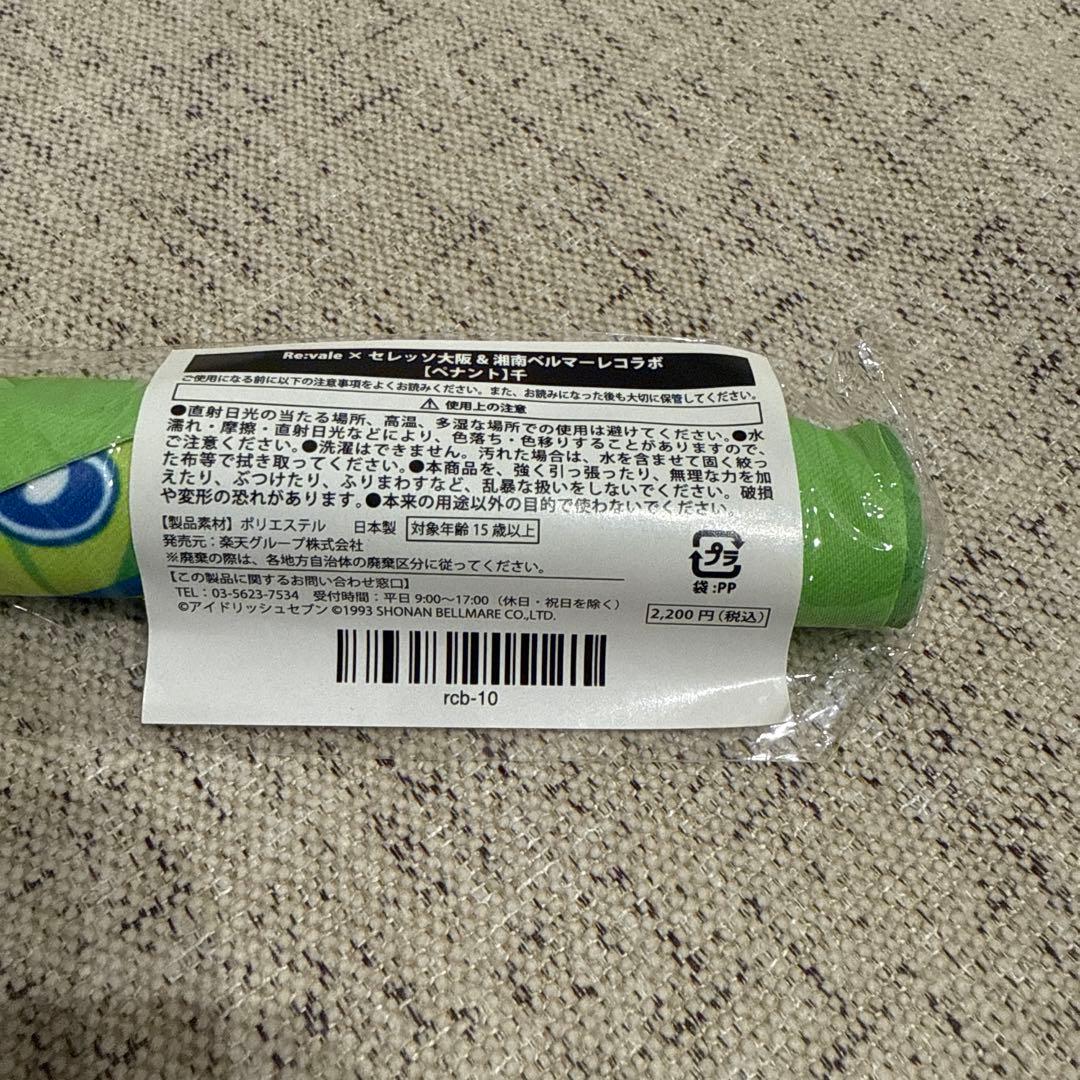 Re:vale × セレッソ大阪 & 湘南ベルマーレコラボ
【ペナント】千
ご使用になる前に以下の注意事項をよくお読みください。また、お読みになった後も大切に保管してください。
⚠ 使用上の注意
●直射日光の当たる場所、高温、多湿な場所での使用は避けてください。●水
濡れ・摩擦・直射日光などにより、色落ち・色移りすることがありますので、
ご注意ください。●洗濯はできません。汚れた場合は、水を含ませて固く絞っ
た布等で拭き取ってください。●本商品を、強く引っ張ったり、無理な力を加
えたり、ぶつけたり、ふりまわすなど、乱暴な扱いをしないでください。破損
や変形の恐れがあります。●本来の用途以外の目的で使わないでください。
【製品素材】ポリエステル 日本製 対象年齢15歳以上
発売元：楽天グループ株式会社
※廃棄の際は、各地方自治体の廃棄区分に従ってください。
プラ
袋:PP
【この製品に関するお問い合わせ窓口】
TEL：03-5623-7534 受付時間：平日 9:00～17:00（休日・祝日を除く）
©アイドリッシュセブン ©1993 SHONAN BELLMARE CO.,LTD.
2,200円（税込）
rcb-10